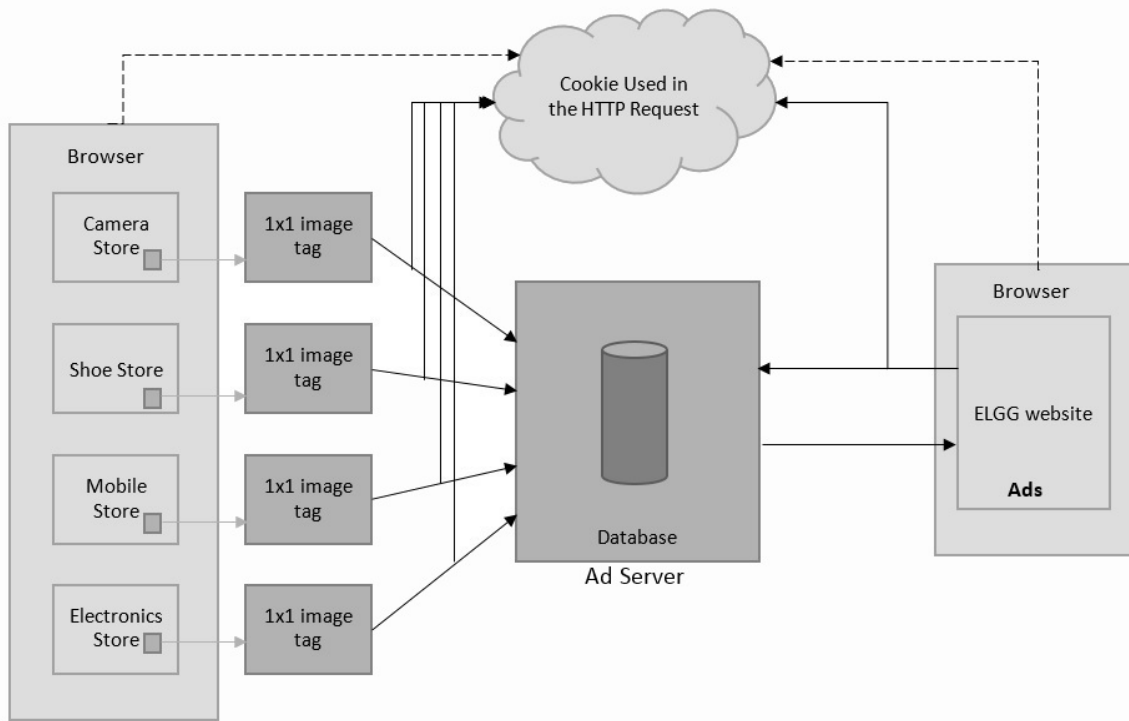 Cookie Used in
the HTTP Request
Browser
Camera
Store
1x1 image
tag
Shoe Store
1x1 image
tag
Mobile
Store
1x1 image
tag
Electronics
Store
1x1 image
tag
Database
Ad Server
Browser
ELGG website
Ads